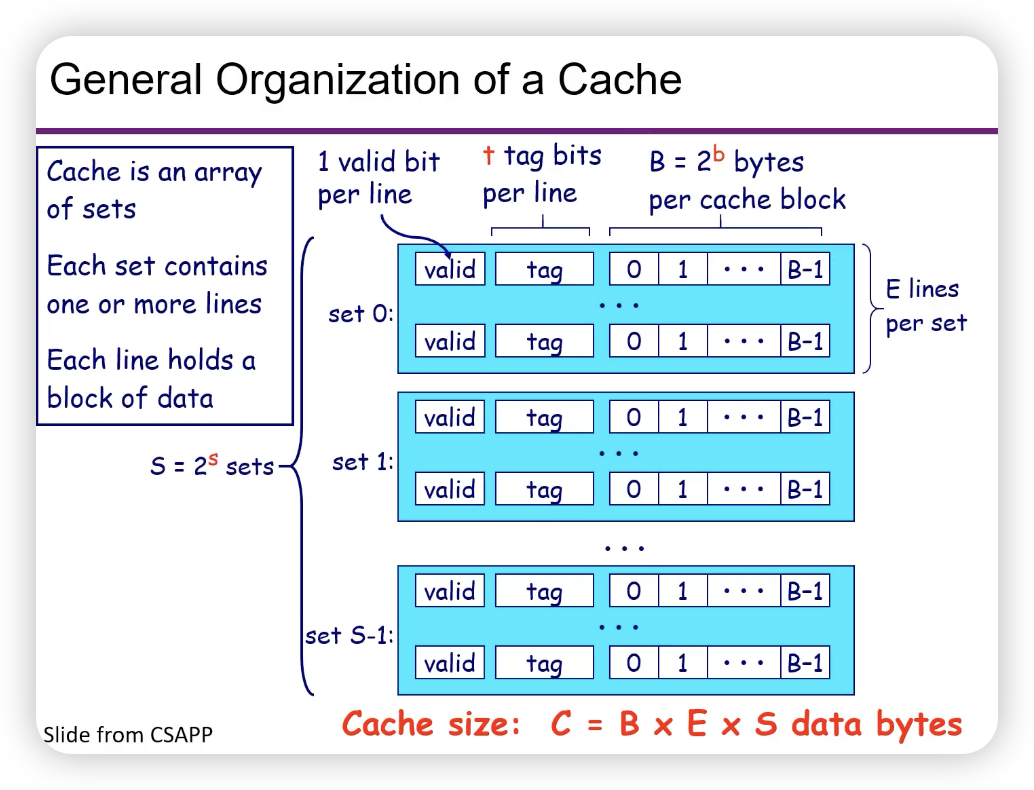 General Organization of a Cache
Cache is an array
of sets
Each set contains
one or more lines
Each line holds a
block of data
1 valid bit
per line
t tag bits
per line
B = 2^b bytes
per cache block
valid tag 0 1 • • • B–1
set 0: • • •
valid tag 0 1 • • • B–1
E lines
per set
valid tag 0 1 • • • B–1
set 1: • • •
valid tag 0 1 • • • B–1
S = 2^s sets
• • •
valid tag 0 1 • • • B–1
set S-1: • • •
valid tag 0 1 • • • B–1
Cache size: C = B x E x S data bytes
Slide from CSAPP